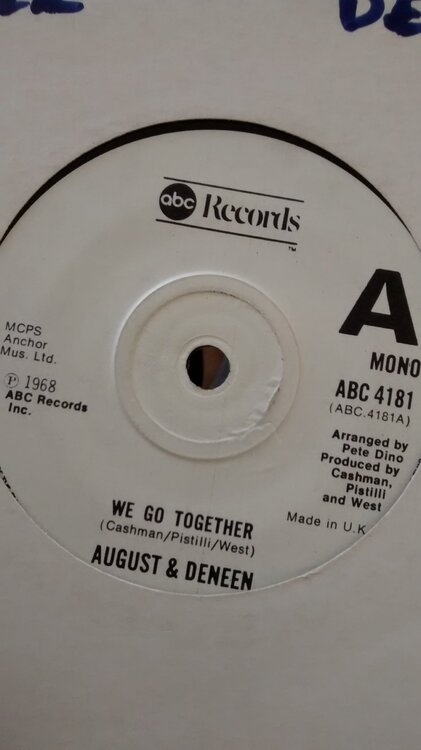 abc Records
TM
A
MONO
MCPS
Anchor
Mus. Ltd.
℗ 1968
ABC Records
Inc.
ABC 4181
(ABC.4181A)
Arranged by
Pete Dino
Produced by
Cashman,
Pistilli
and West
Made in U.K
WE GO TOGETHER
(Cashman/Pistilli/West)
AUGUST & DENEEN